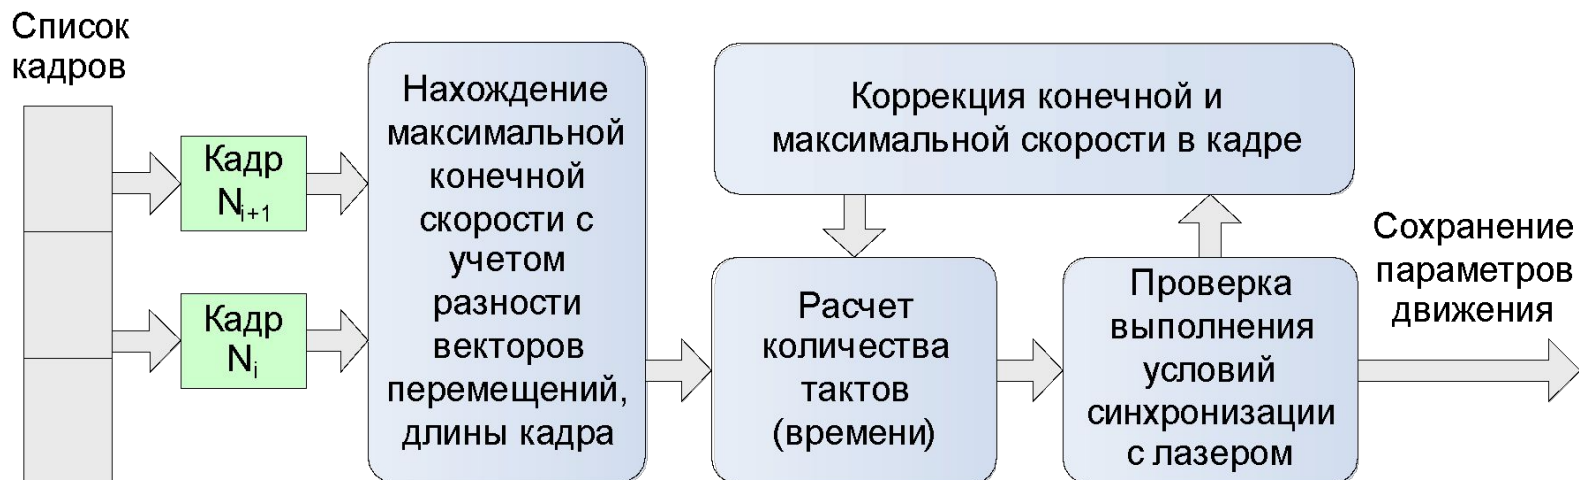 Список
кадров
Кадр
Ni+1
Кадр
Ni
Нахождение
максимальной
конечной
скорости с
учетом
разности
векторов
перемещений,
длины кадра
Коррекция конечной и
максимальной скорости в кадре
Расчет
количества
тактов
(времени)
Проверка
выполнения
условий
синхронизации
с лазером
Сохранение
параметров
движения